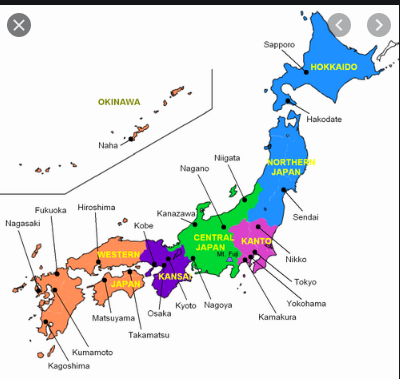 Sapporo
HOKKAIDO
OKINAWA
Hakodate
Naha
Niigata
NORTHERN
JAPAN
Nagano
Hiroshima
Kanazawa
Fukuoka
Sendai
Nagasaki
Kobe
CENTRAL
JAPAN
KANTO
WESTERN
Mt. Fuji
Nikko
KANSAI
JAPAN
Tokyo
Kyoto
Nagoya
Yokohama
Osaka
Matsuyama
Kamakura
Takamatsu
Kumamoto
Kagoshima